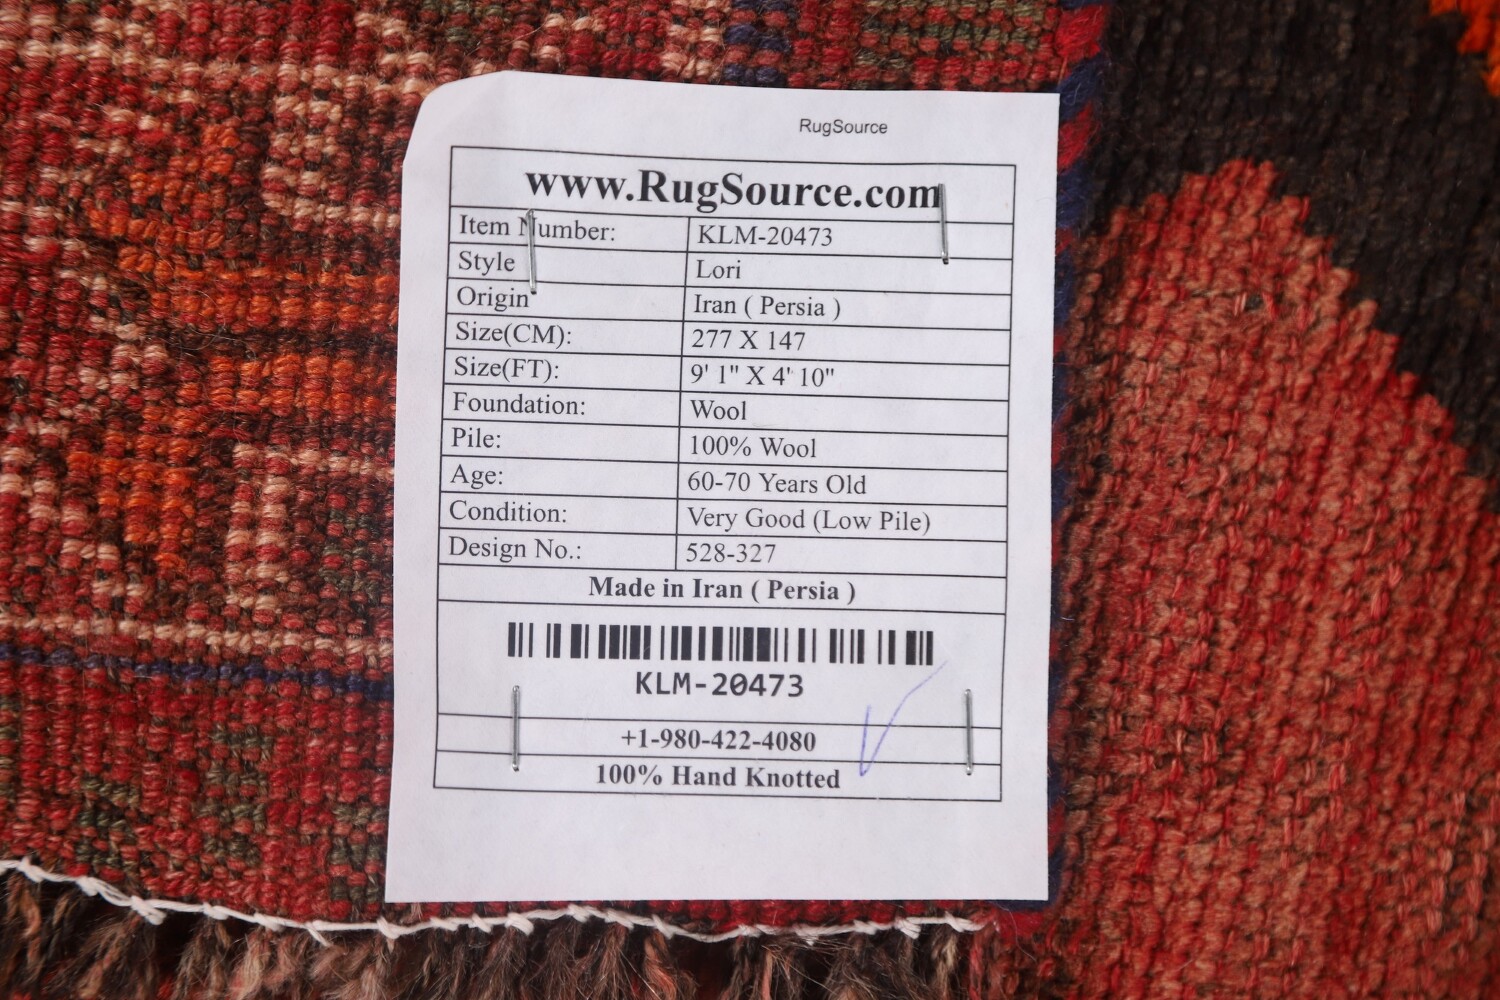 RugSource
www.RugSource.com
Item Number: KLM-20473
Style Lori
Origin Iran ( Persia )
Size(CM): 277 X 147
Size(FT): 9' 1" X 4' 10"
Foundation: Wool
Pile: 100% Wool
Age: 60-70 Years Old
Condition: Very Good (Low Pile)
Design No.: 528-327
Made in Iran ( Persia )
KLM-20473
+1-980-422-4080
100% Hand Knotted